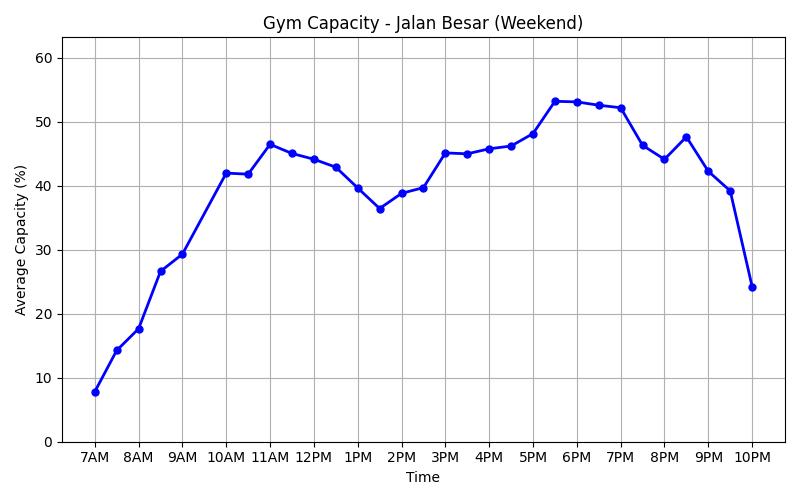 Gym Capacity - Jalan Besar (Weekend)
Average Capacity (%)
60
50
40
30
20
10
0
7AM 8AM 9AM 10AM 11AM 12PM 1PM 2PM 3PM 4PM 5PM 6PM 7PM 8PM 9PM 10PM
Time